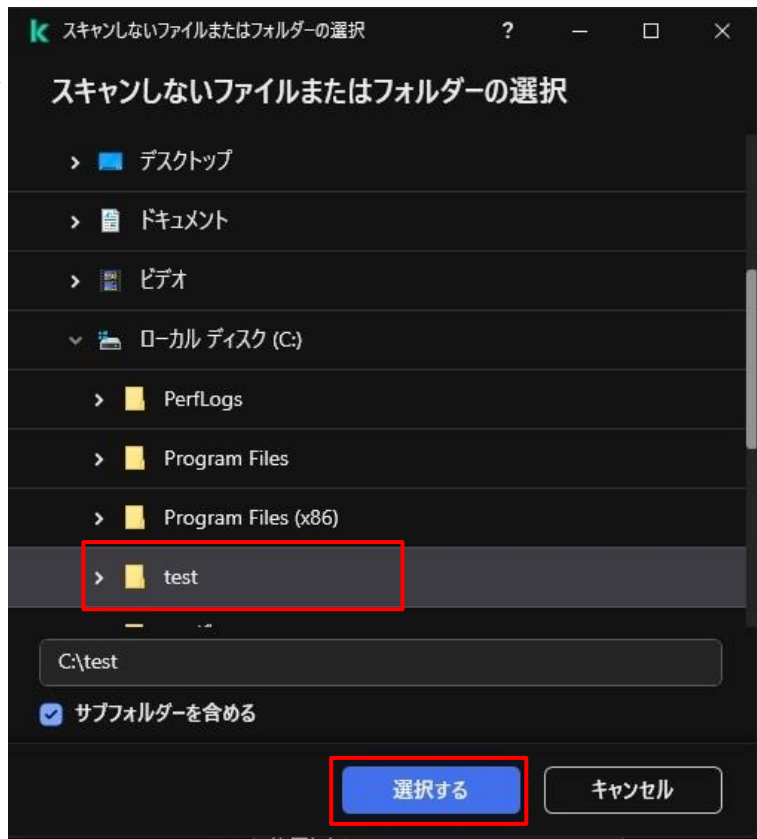 スキャンしないファイルまたはフォルダーの選択
スキャンしないファイルまたはフォルダーの選択
デスクトップ
ドキュメント
ビデオ
ローカル ディスク (C:)
PerfLogs
Program Files
Program Files (x86)
test
C:\test
サブフォルダーを含める
選択する キャンセル